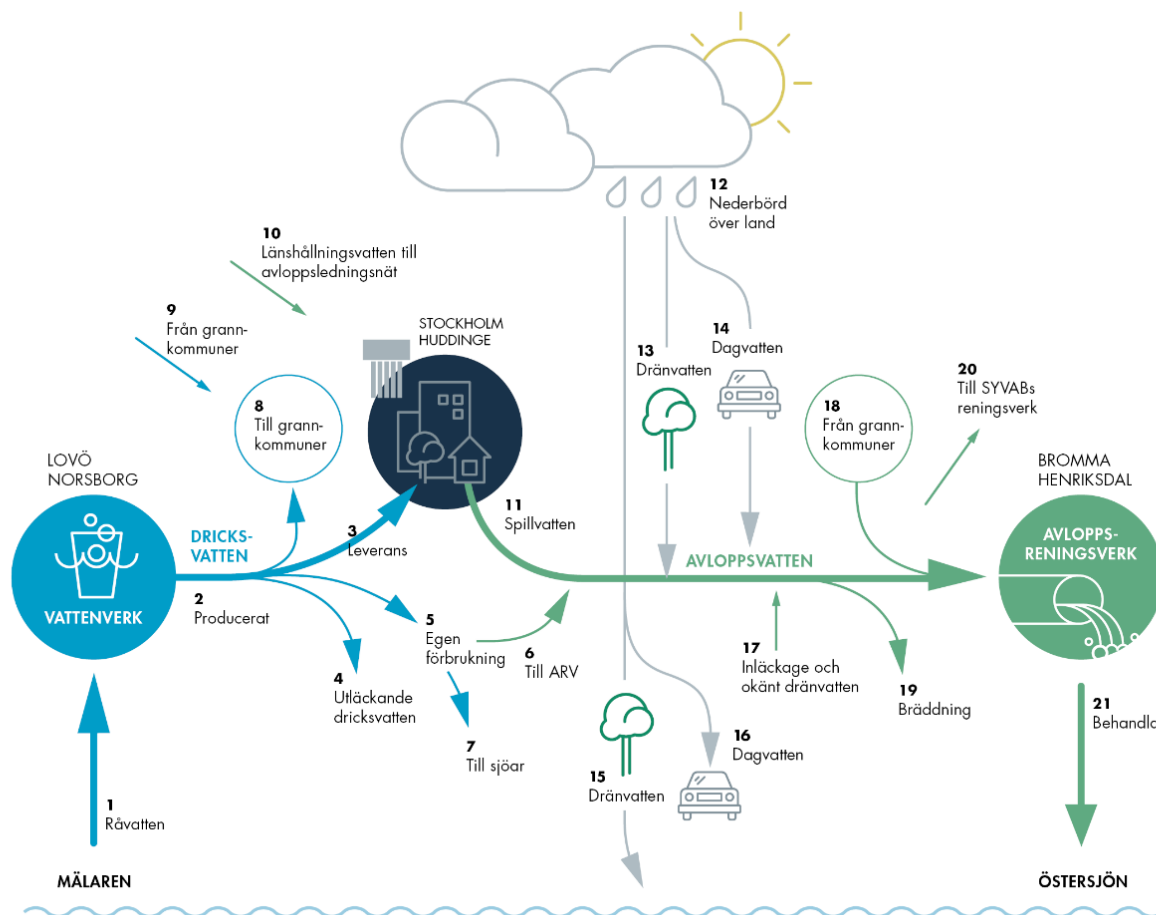 12
Nederbörd
över land
10
Länshållningsvatten till
avloppsledningsnät
9
Från grann-
kommuner
STOCKHOLM
HUDDINGE
13
Dränvatten
14
Dagvatten
8
Till grann-
kommuner
18
Från grann-
kommuner
20
Till SYVABs
reningsverk
LOVÖ
NORSBORG
BROMMA
HENRIKSDAL
DRICKS-
VATTEN
3
Leverans
11
Spillvatten
AVLOPPSVATTEN
AVLOPPS-
RENINGSVERK
VATTENVERK
2
Producerat
5
Egen
förbrukning
6
Till ARV
17
Inläckage och
okänt dränvatten
4
Utläckande
dricksvatten
19
Bräddning
7
Till sjöar
16
Dagvatten
15
Dränvatten
21
Behandla
1
Råvatten
MÄLAREN
ÖSTERSJÖN